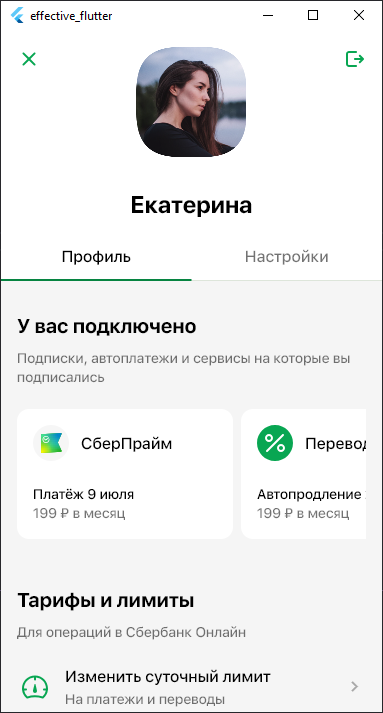 effective_flutter
Екатерина
Профиль
Настройки
У вас подключено
Подписки, автоплатежи и сервисы на которые вы
подписались
СберПрайм
Перевод
Платёж 9 июля
Автопродление
199 ₽ в месяц
199 ₽ в месяц
Тарифы и лимиты
Для операций в Сбербанк Онлайн
Изменить суточный лимит
На платежи и переводы